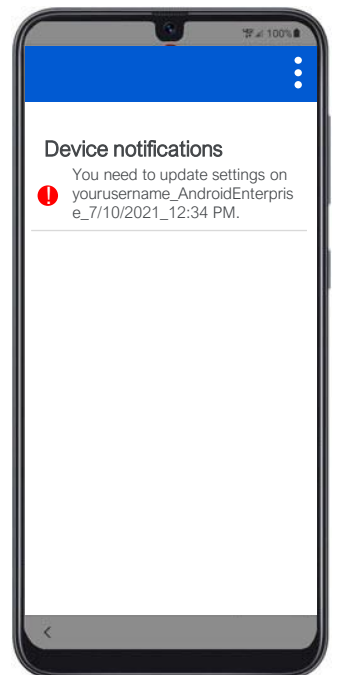 100%
Device notifications
You need to update settings on
yourusername_AndroidEnterpris
e_7/10/2021_12:34 PM.